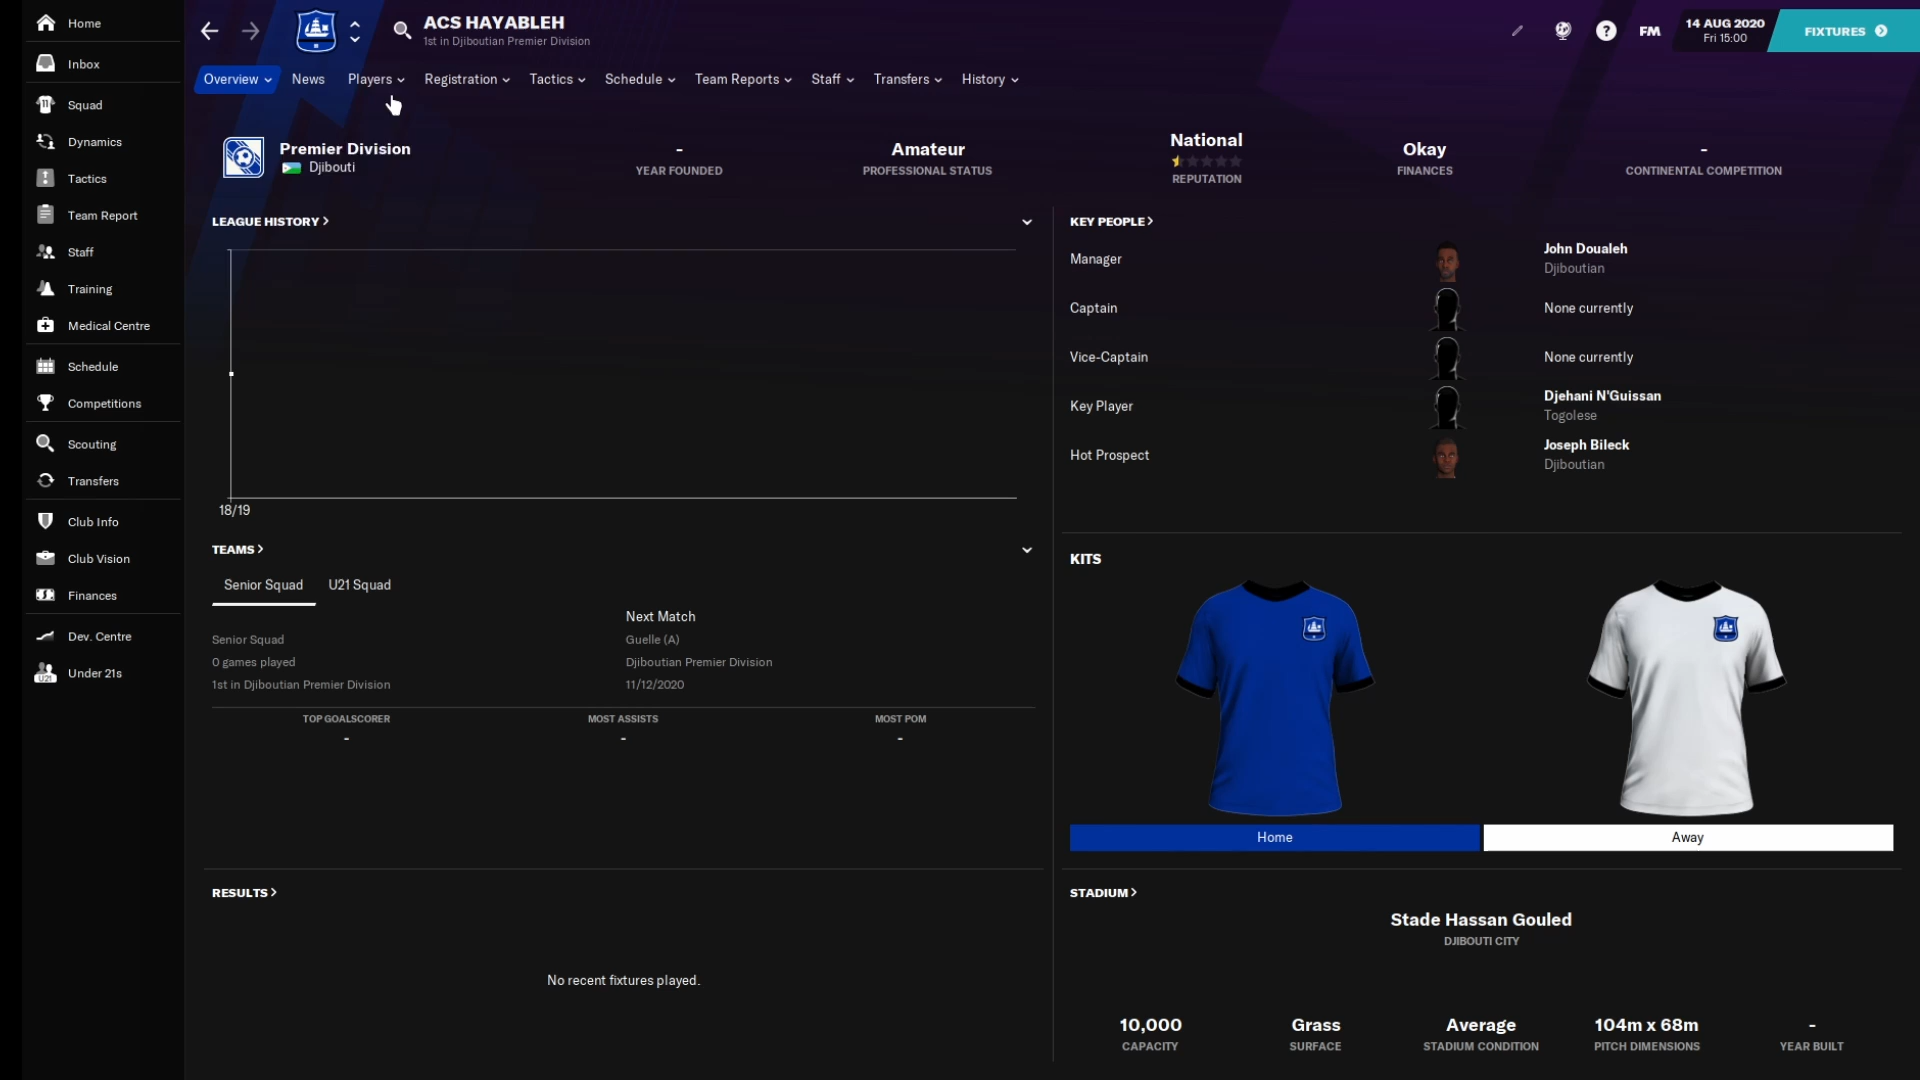 Home
Inbox
Squad
Dynamics
Tactics
Team Report
Staff
Training
Medical Centre
Schedule
Competitions
Scouting
Transfers
Club Info
Club Vision
Finances
Dev. Centre
Under 21s
ACS HAYABLEH
1st in Djiboutian Premier Division
FM
14 AUG 2020
Fri 15:00
FIXTURES
Overview News Players Registration Tactics Schedule Team Reports Staff Transfers History
Premier Division
Djibouti
-
YEAR FOUNDED
Amateur
PROFESSIONAL STATUS
National
REPUTATION
Okay
FINANCES
-
CONTINENTAL COMPETITION
LEAGUE HISTORY
18/19
TEAMS
Senior Squad U21 Squad
Senior Squad
0 games played
1st in Djiboutian Premier Division
Next Match
Guelle (A)
Djiboutian Premier Division
11/12/2020
TOP GOALSCORER
-
MOST ASSISTS
-
MOST POM
-
RESULTS
No recent fixtures played.
KEY PEOPLE
Manager
John Doualeh
Djiboutian
Captain
None currently
Vice-Captain
None currently
Key Player
Djehani N'Guissan
Togolese
Hot Prospect
Joseph Bileck
Djiboutian
KITS
Home
Away
STADIUM
Stade Hassan Gouled
DJIBOUTI CITY
10,000
CAPACITY
Grass
SURFACE
Average
STADIUM CONDITION
104m x 68m
PITCH DIMENSIONS
-
YEAR BUILT